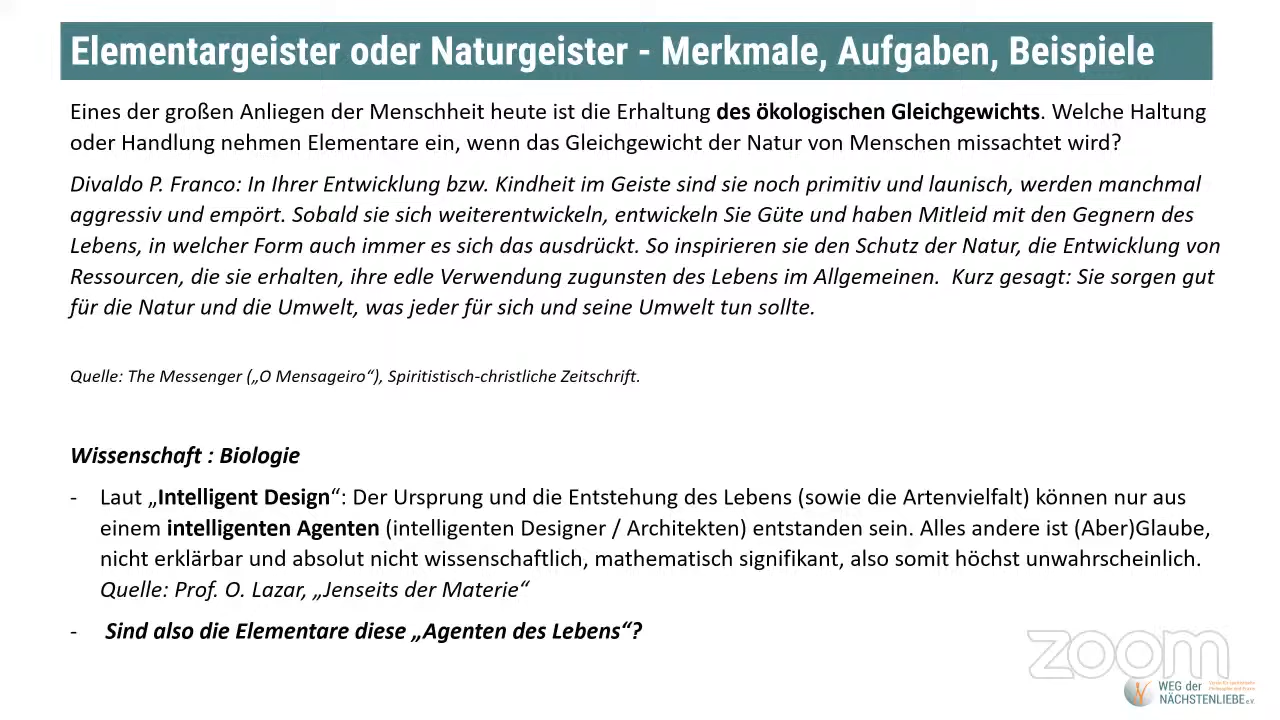 Elementargeister oder Naturgeister - Merkmale, Aufgaben, Beispiele
Eines der großen Anliegen der Menschheit heute ist die Erhaltung des ökologischen Gleichgewichts. Welche Haltung
oder Handlung nehmen Elementare ein, wenn das Gleichgewicht der Natur von Menschen missachtet wird?
Divaldo P. Franco: In Ihrer Entwicklung bzw. Kindheit im Geiste sind sie noch primitiv und launisch, werden manchmal
aggressiv und empört. Sobald sie sich weiterentwickeln, entwickeln Sie Güte und haben Mitleid mit den Gegnern des
Lebens, in welcher Form auch immer es sich das ausdrückt. So inspirieren sie den Schutz der Natur, die Entwicklung von
Ressourcen, die sie erhalten, ihre edle Verwendung zugunsten des Lebens im Allgemeinen. Kurz gesagt: Sie sorgen gut
für die Natur und die Umwelt, was jeder für sich und seine Umwelt tun sollte.
Quelle: The Messenger („O Mensageiro“), Spiritistisch-christliche Zeitschrift.
Wissenschaft : Biologie
- Laut „Intelligent Design“: Der Ursprung und die Entstehung des Lebens (sowie die Artenvielfalt) können nur aus
einem intelligenten Agenten (intelligenten Designer / Architekten) entstanden sein. Alles andere ist (Aber)Glaube,
nicht erklärbar und absolut nicht wissenschaftlich, mathematisch signifikant, also somit höchst unwahrscheinlich.
Quelle: Prof. O. Lazar, „Jenseits der Materie“
- Sind also die Elementare diese „Agenten des Lebens“?
zoom
WEG der
NÄCHSTENLIEBE e.V.